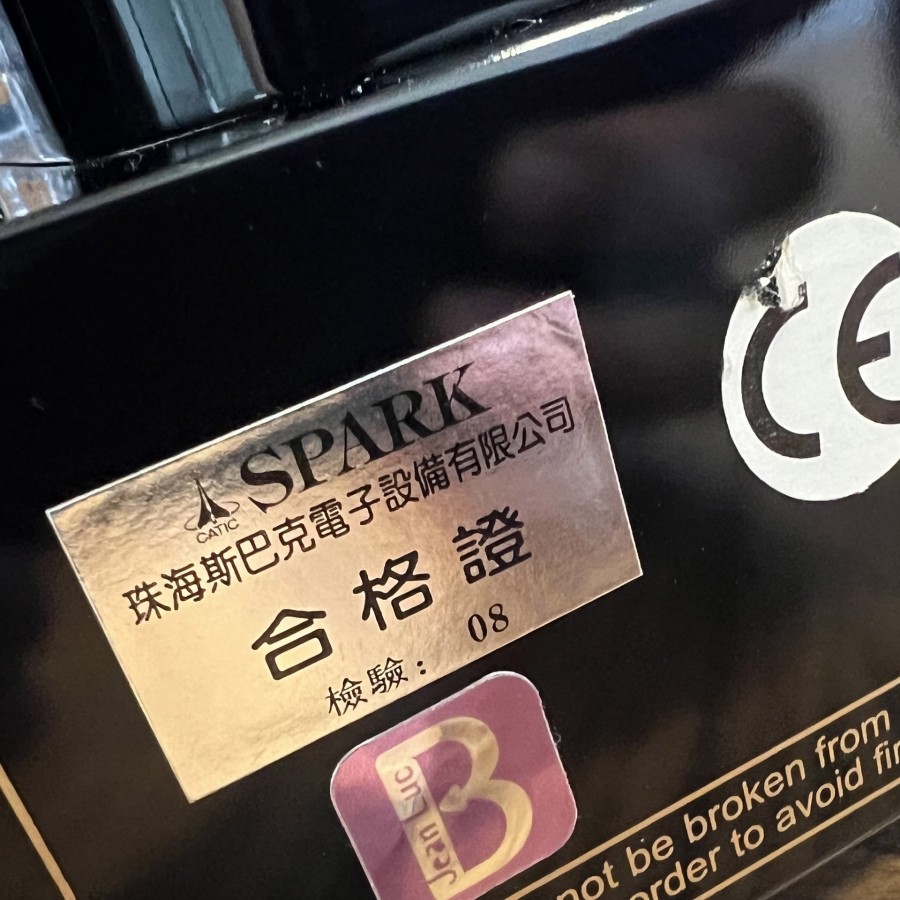 SPARK
CATIC
珠海斯巴克電子設備有限公司
合格證
檢驗: 08
CE
B
Jean Luc
not be broken from
order to avoid